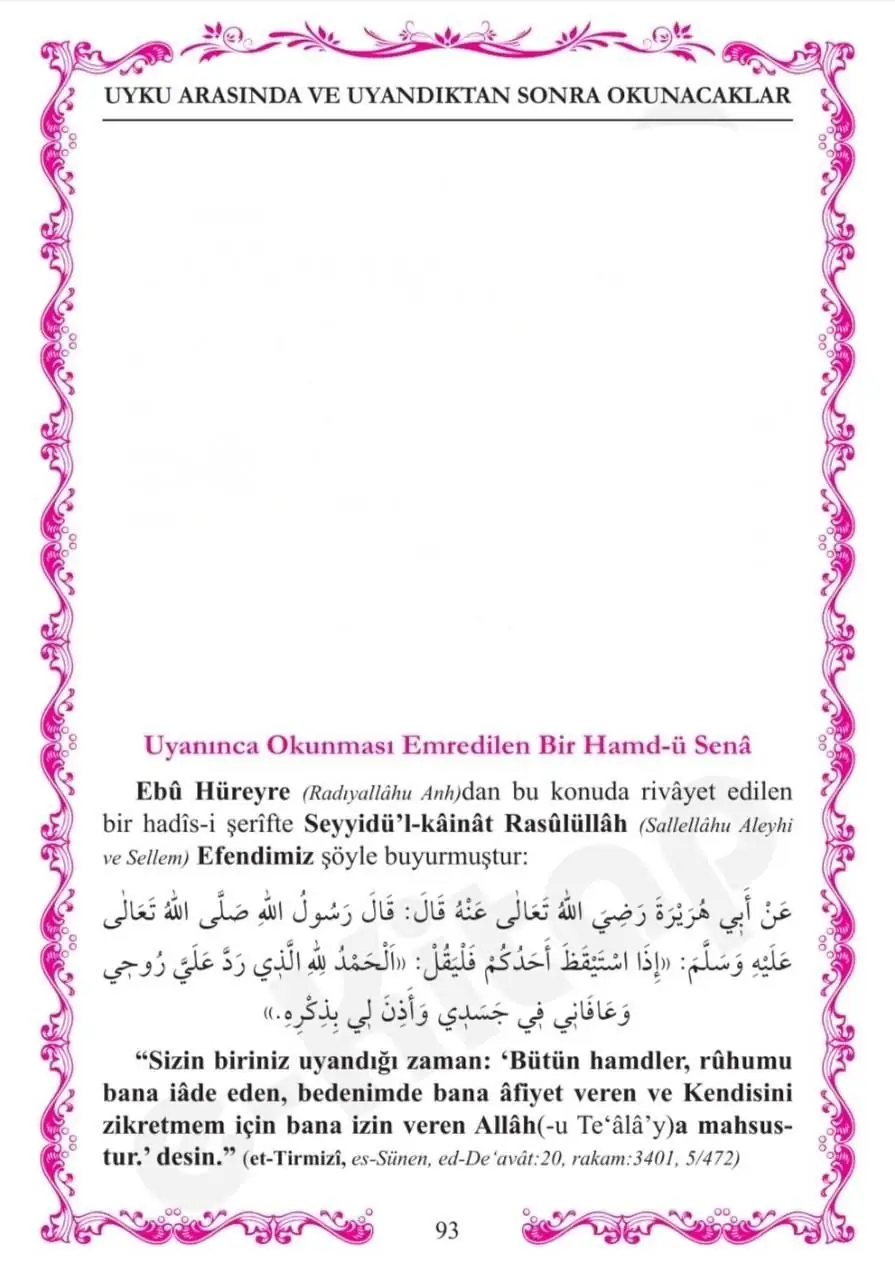 UYKU ARASINDA VE UYANDIKTAN SONRA OKUNACAKLAR
Uyanınca Okunması Emredilen Bir Hamd-ü Senâ
Ebû Hüreyre (Radıyallâhu Anh)dan bu konuda rivâyet edilen
bir hadîs-i şerîfte Seyyidü’l-kâinât Rasûlüllâh (Sallellâhu Aleyhi
ve Sellem) Efendimiz şöyle buyurmuştur:
عَنْ أَبِي هُرَيْرَةَ رَضِيَ اللهُ تَعَالٰى عَنْهُ قَالَ: قَالَ رَسُولُ اللهِ صَلَّى اللهُ تَعَالٰى
عَلَيْهِ وَسَلَّمَ: «إِذَا اسْتَيْقَظَ أَحَدُكُمْ فَلْيَقُلْ: «اَلْحَمْدُ لِلهِ الَّذِي رَدَّ عَلَيَّ رُوحِي
وَعَافَانِي فِي جَسَدِي وَأَذِنَ لِي بِذِكْرِهِ.»
“Sizin biriniz uyandığı zaman: ‘Bütün hamdler, rûhumu
bana iâde eden, bedenimde bana âfiyet veren ve Kendisini
zikretmem için bana izin veren Allâh(-u Te‘âlâ’y)a mahsus-
tur.’ desin.” (et-Tirmizî, es-Sünen, ed-De‘avât:20, rakam:3401, 5/472)
93